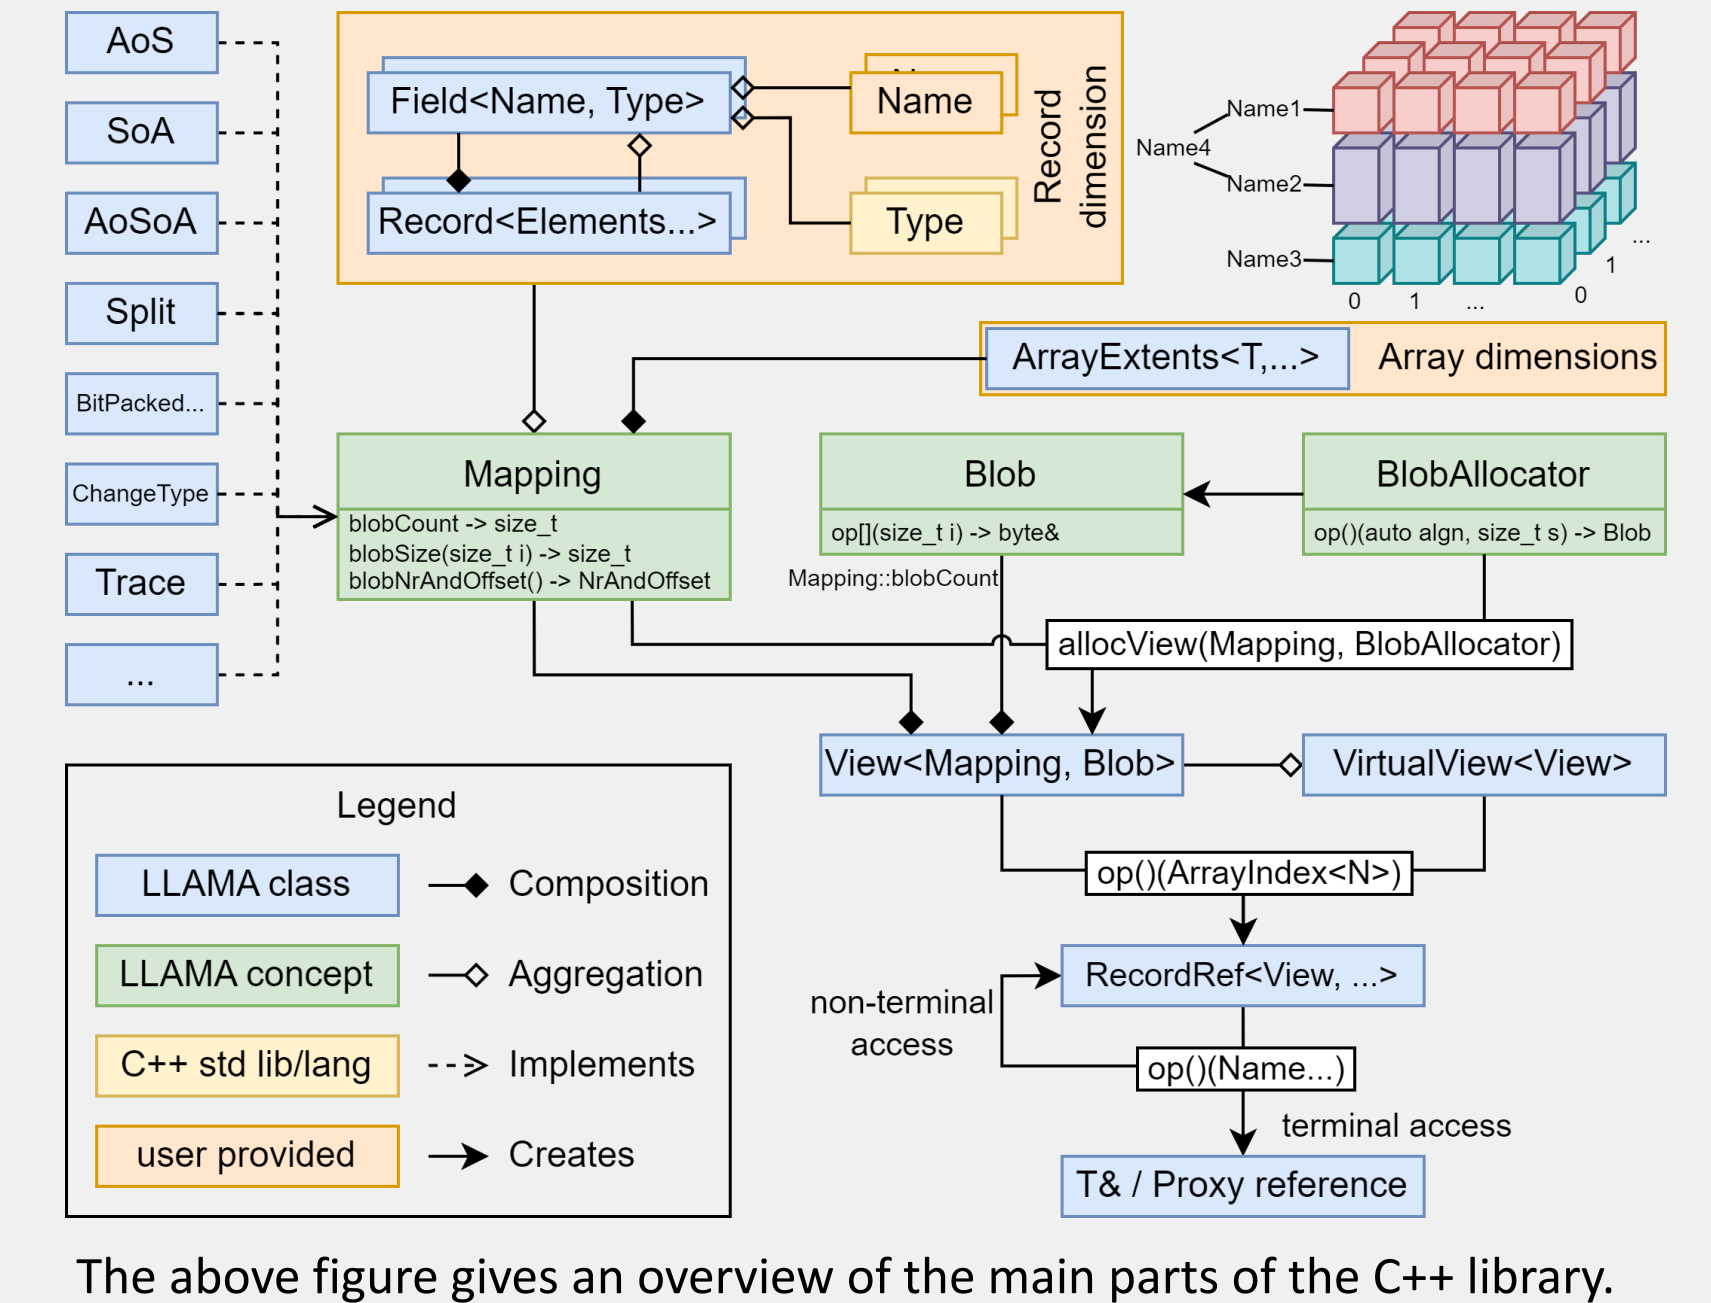 AoS
SoA
AoSoA
Split
BitPacked...
ChangeType
Trace
...
Field<Name, Type>
Name
Record<Elements...>
Type
Record
dimension
Name1
Name4
Name2
Name3
0
1
...
0
1
...
ArrayExtents<T,...>
Array dimensions
Mapping
blobCount -> size_t
blobSize(size_t i) -> size_t
blobNrAndOffset() -> NrAndOffset
Blob
op[](size_t i) -> byte&
BlobAllocator
op()(auto algn, size_t s) -> Blob
Mapping::blobCount
allocView(Mapping, BlobAllocator)
View<Mapping, Blob>
VirtualView<View>
op()(ArrayIndex<N>)
RecordRef<View, ...>
non-terminal
access
op()(Name...)
terminal access
T& / Proxy reference
Legend
LLAMA class
Composition
LLAMA concept
Aggregation
C++ std lib/lang
Implements
user provided
Creates
The above figure gives an overview of the main parts of the C++ library.